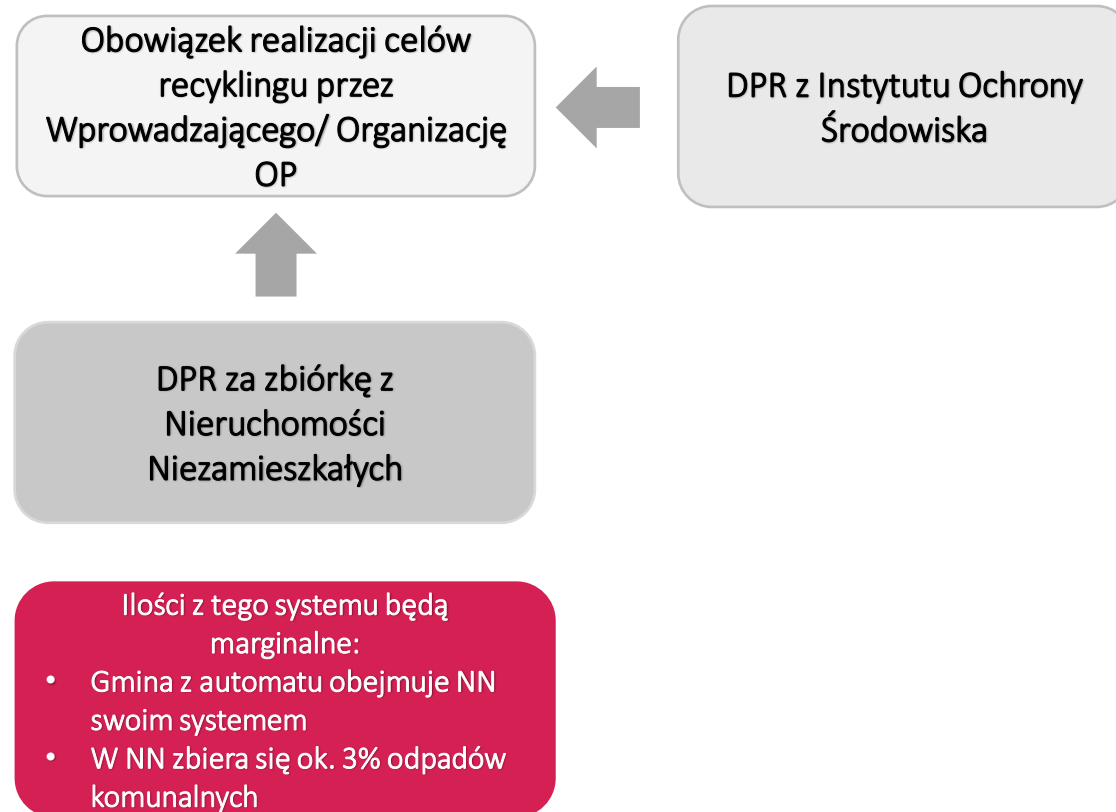 Obowiązek realizacji celów
recyklingu przez
Wprowadzającego/ Organizację
OP
DPR z Instytutu Ochrony
Środowiska
DPR za zbiórkę z
Nieruchomości
Niezamieszkałych
Ilości z tego systemu będą
marginalne:
• Gmina z automatu obejmuje NN
swoim systemem
• W NN zbiera się ok. 3% odpadów
komunalnych